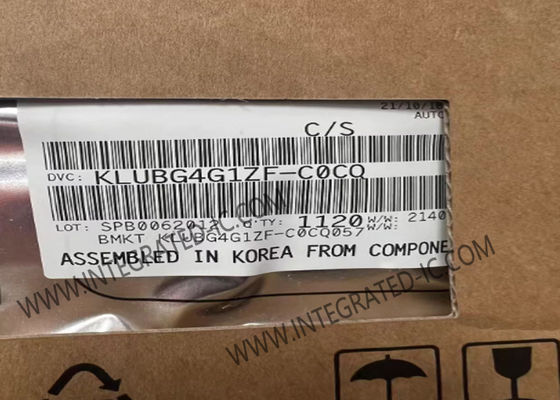 21/10/18
AUTO
C/S
DVC: KLUBG4G1ZF-C0CQ
LOT: Q'TY: 1120 W/W: 2140
BMKT KLUBG4G1ZF-C0CQ057 W/W:
ASSEMBLED IN KOREA FROM COMPONE
WWW.INTEGRATED-IC.COM
WWW.INTEGRATED-IC.COM